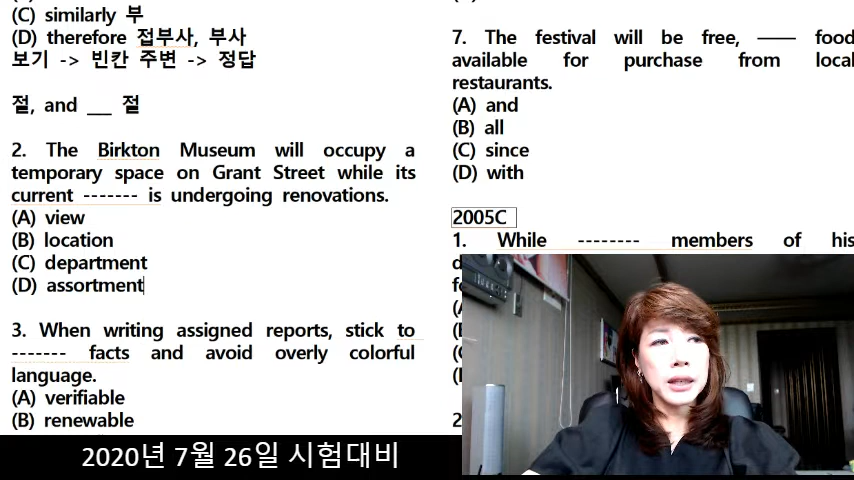 (C) similarly 부
(D) therefore 접부사, 부사
보기 -> 빈칸 주변 -> 정답
절, and ___ 절
2. The Birkton Museum will occupy a
temporary space on Grant Street while its
current ------- is undergoing renovations.
(A) view
(B) location
(C) department
(D) assortment
3. When writing assigned reports, stick to
------- facts and avoid overly colorful
language.
(A) verifiable
(B) renewable
7. The festival will be free, —— food
available for purchase from local
restaurants.
(A) and
(B) all
(C) since
(D) with
2005C
1. While -------- members of his
2020년 7월 26일 시험대비